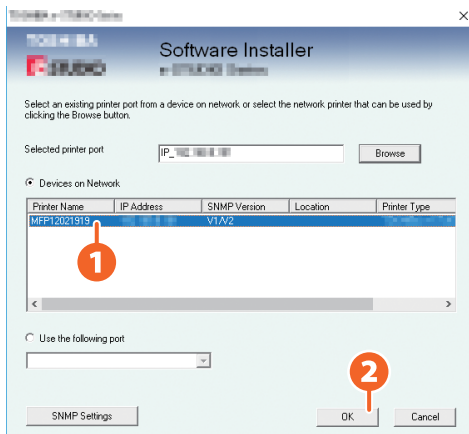 Software Installer
Select an existing printer port from a device on network or select the network printer that can be used by
clicking the Browse button.
Selected printer port
IP_
Browse
Devices on Network
Printer Name IP Address SNMP Version Location Printer Type
MFP12021919 V1/V2
1
Use the following port
2
SNMP Settings
OK
Cancel